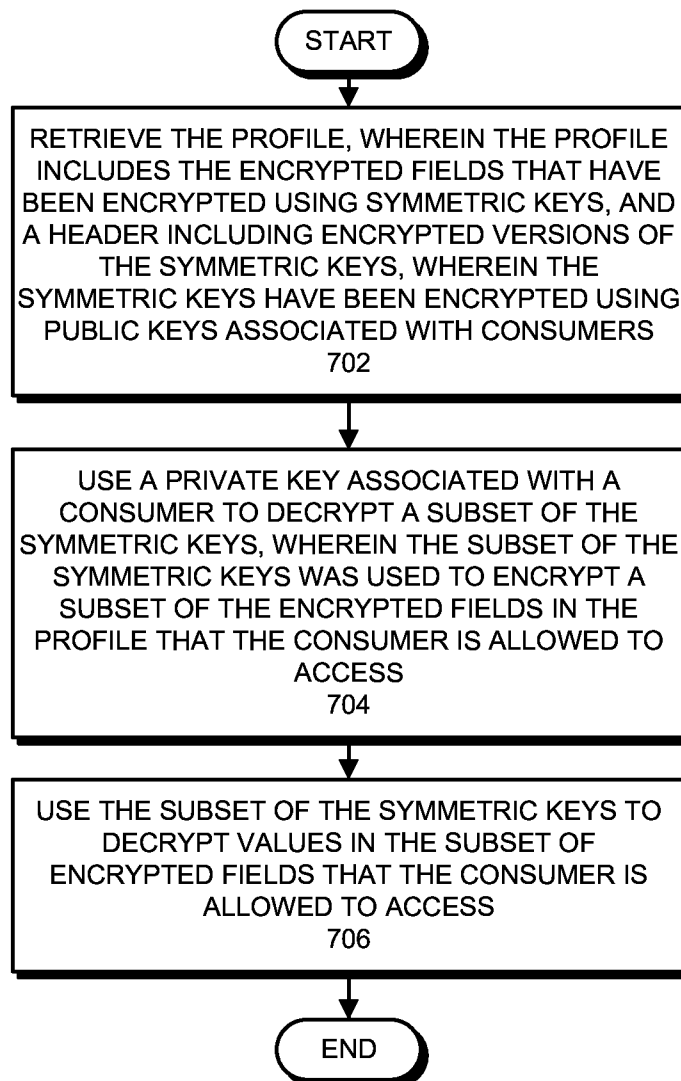 START
RETRIEVE THE PROFILE, WHEREIN THE PROFILE
INCLUDES THE ENCRYPTED FIELDS THAT HAVE
BEEN ENCRYPTED USING SYMMETRIC KEYS, AND
A HEADER INCLUDING ENCRYPTED VERSIONS OF
THE SYMMETRIC KEYS, WHEREIN THE
SYMMETRIC KEYS HAVE BEEN ENCRYPTED USING
PUBLIC KEYS ASSOCIATED WITH CONSUMERS
702
USE A PRIVATE KEY ASSOCIATED WITH A
CONSUMER TO DECRYPT A SUBSET OF THE
SYMMETRIC KEYS, WHEREIN THE SUBSET OF THE
SYMMETRIC KEYS WAS USED TO ENCRYPT A
SUBSET OF THE ENCRYPTED FIELDS IN THE
PROFILE THAT THE CONSUMER IS ALLOWED TO
ACCESS
704
USE THE SUBSET OF THE SYMMETRIC KEYS TO
DECRYPT VALUES IN THE SUBSET OF
ENCRYPTED FIELDS THAT THE CONSUMER IS
ALLOWED TO ACCESS
706
END